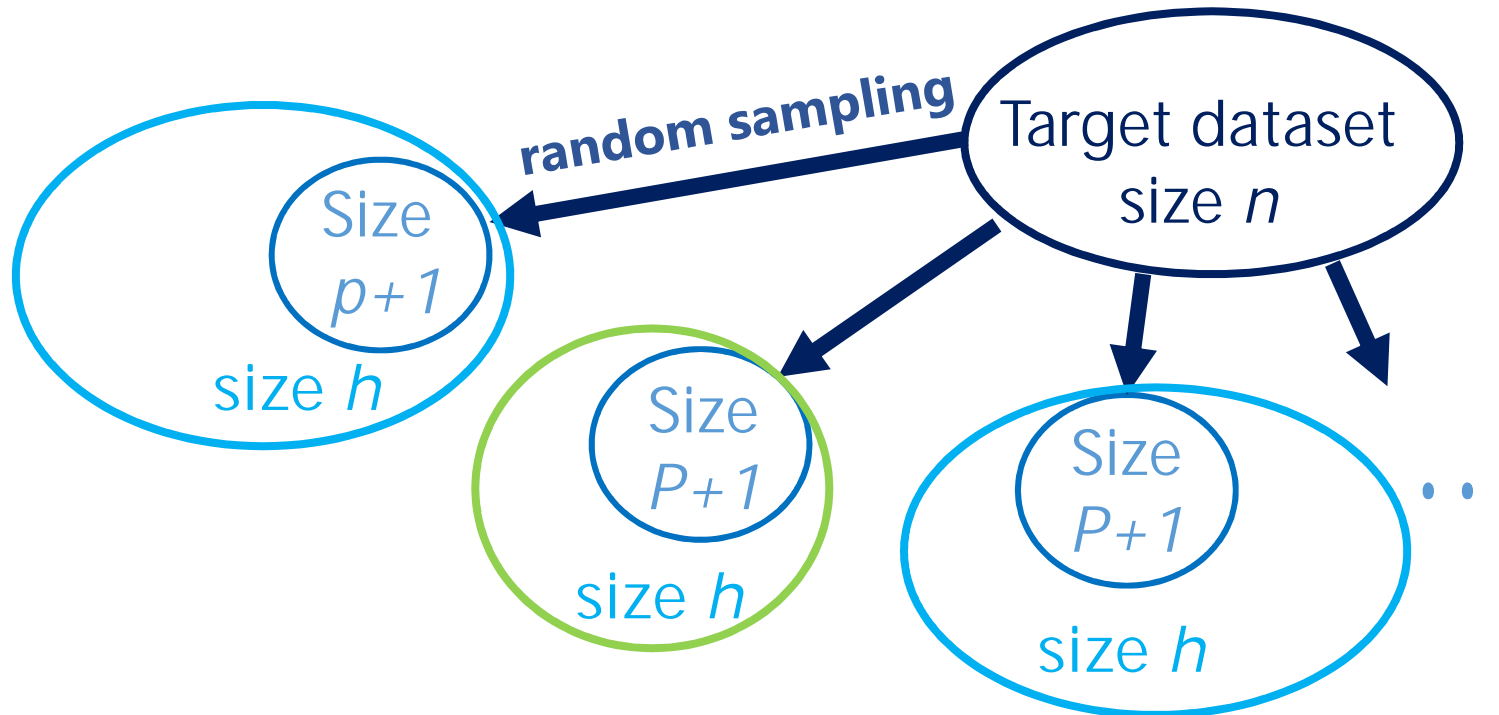 random sampling
Target dataset
size n
Size
p+1
size h
Size
P+1
size h
Size
P+1
size h
..